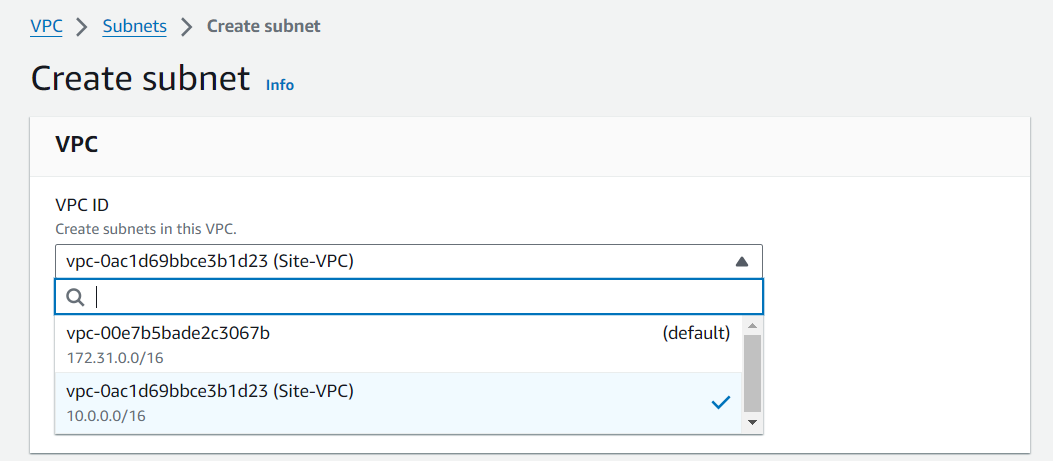 VPC > Subnets > Create subnet
Create subnet Info
VPC
VPC ID
Create subnets in this VPC.
vpc-0ac1d69bbce3b1d23 (Site-VPC)
vpc-00e7b5bade2c3067b (default)
172.31.0.0/16
vpc-0ac1d69bbce3b1d23 (Site-VPC)
10.0.0.0/16